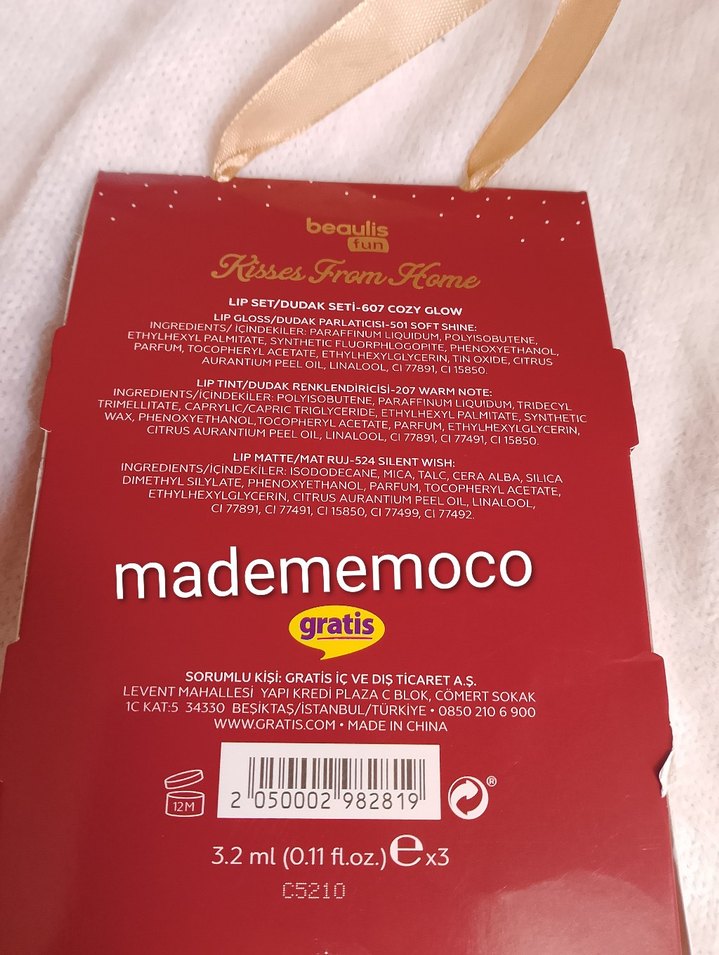 beaulis
fun
Kisses From Home
LIP SET/DUDAK SETİ-607 COZY GLOW
LIP GLOSS/DUDAK PARLATICISI-501 SOFT SHINE:
INGREDIENTS/ İÇİNDEKİLER: PARAFFINUM LIQUIDUM, POLYISOBUTENE,
ETHYLHEXYL PALMITATE, SYNTHETIC FLUORPHLOGOPITE, PHENOXYETHANOL,
PARFUM, TOCOPHERYL ACETATE, ETHYLHEXYLGLYCERIN, TIN OXIDE, CITRUS
AURANTIUM PEEL OIL, LINALOOL, CI 77891, CI 15850.
LIP TINT/DUDAK RENKLENDİRİCİSİ-207 WARM NOTE:
INGREDIENTS/İÇİNDEKİLER: POLYISOBUTENE, PARAFFINUM LIQUIDUM, TRIDECYL
TRIMELLITATE, CAPRYLIC/CAPRIC TRIGLYCERIDE, ETHYLHEXYL PALMITATE, SYNTHETIC
WAX, PHENOXYETHANOL, TOCOPHERYL ACETATE, PARFUM, ETHYLHEXYLGLYCERIN,
CITRUS AURANTIUM PEEL OIL, LINALOOL, CI 77891, CI 77491, CI 15850.
LIP MATTE/MAT RUJ-524 SILENT WISH:
INGREDIENTS/İÇİNDEKİLER: ISODODECANE, MICA, TALC, CERA ALBA, SILICA
DIMETHYL SILYLATE, PHENOXYETHANOL, PARFUM, TOCOPHERYL ACETATE,
ETHYLHEXYLGLYCERIN, CITRUS AURANTIUM PEEL OIL, LINALOOL,
CI 77891, CI 77491, CI 15850, CI 77499, CI 77492.
madememoco
gratis
SORUMLU KİŞİ: GRATİS İÇ VE DIŞ TİCARET A.Ş.
LEVENT MAHALLESİ YAPI KREDİ PLAZA C BLOK, CÖMERT SOKAK
1C KAT:5 34330 BEŞİKTAŞ/İSTANBUL/TÜRKİYE • 0850 210 6 900
WWW.GRATIS.COM • MADE IN CHINA
12M
2 050002 982819
®
3.2 ml (0.11 fl.oz.) e x3
C5210